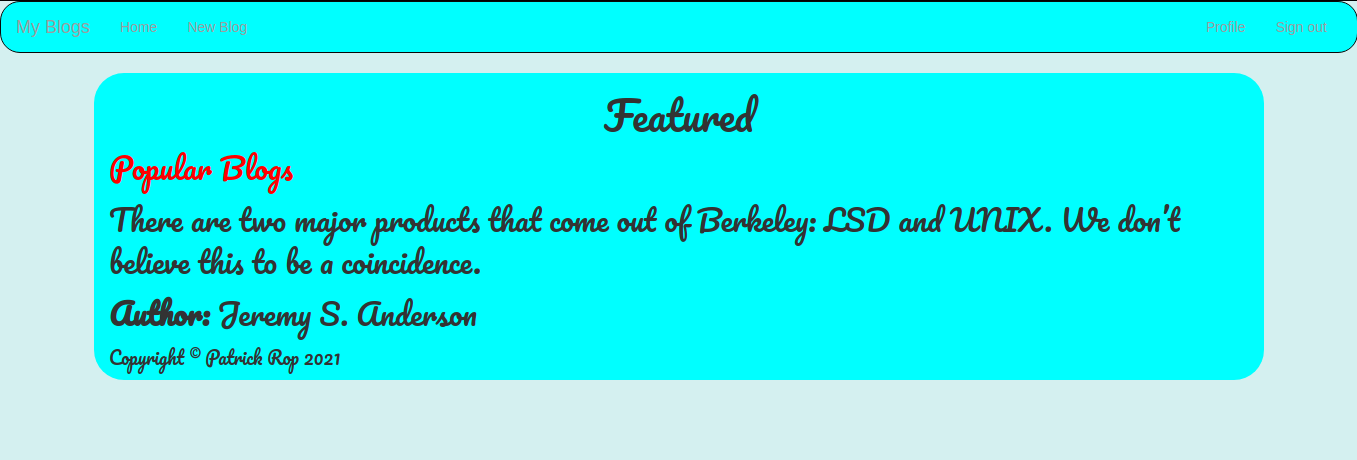 My Blogs Home New Blog Profile Sign out
Featured
Popular Blogs
There are two major products that come out of Berkeley: LSD and UNIX. We don't
believe this to be a coincidence.
Author: Jeremy S. Anderson
Copyright © Patrick Rop 2021